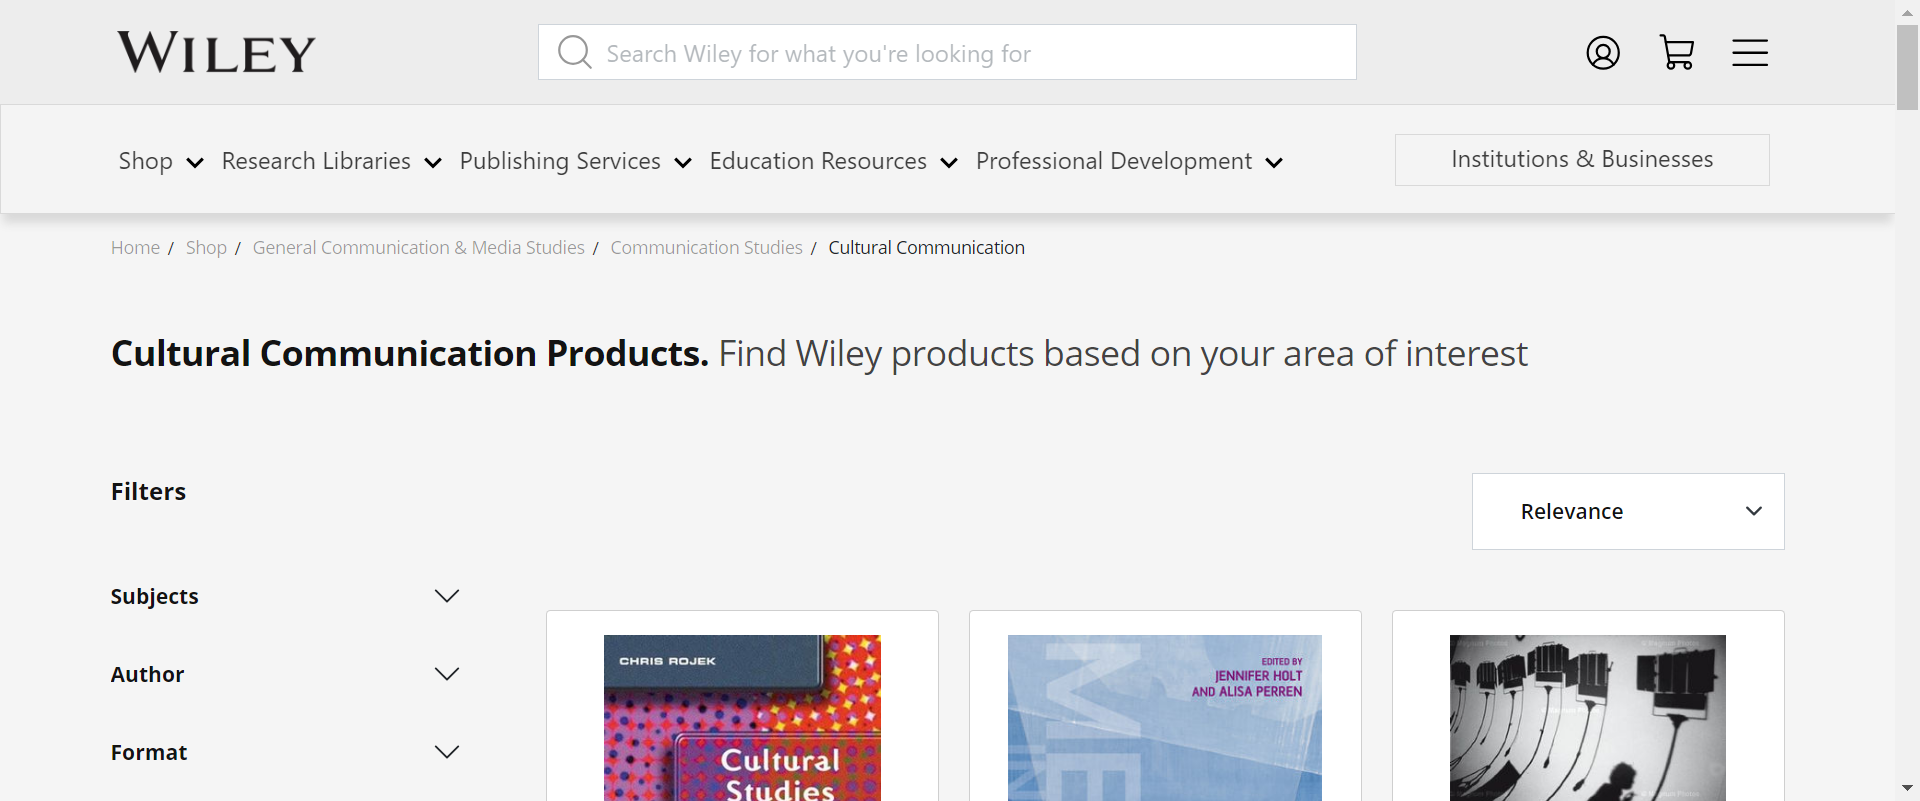 WILEY
Search Wiley for what you're looking for
Shop
Research Libraries
Publishing Services
Education Resources
Professional Development
Institutions & Businesses
Home / Shop / General Communication & Media Studies / Communication Studies / Cultural Communication
Cultural Communication Products. Find Wiley products based on your area of interest
Filters
Relevance
Subjects
Author
Format
CHRIS ROJEK
Cultural
Studies
EDITED BY
JENNIFER HOLT
AND ALISA PERREN
ME